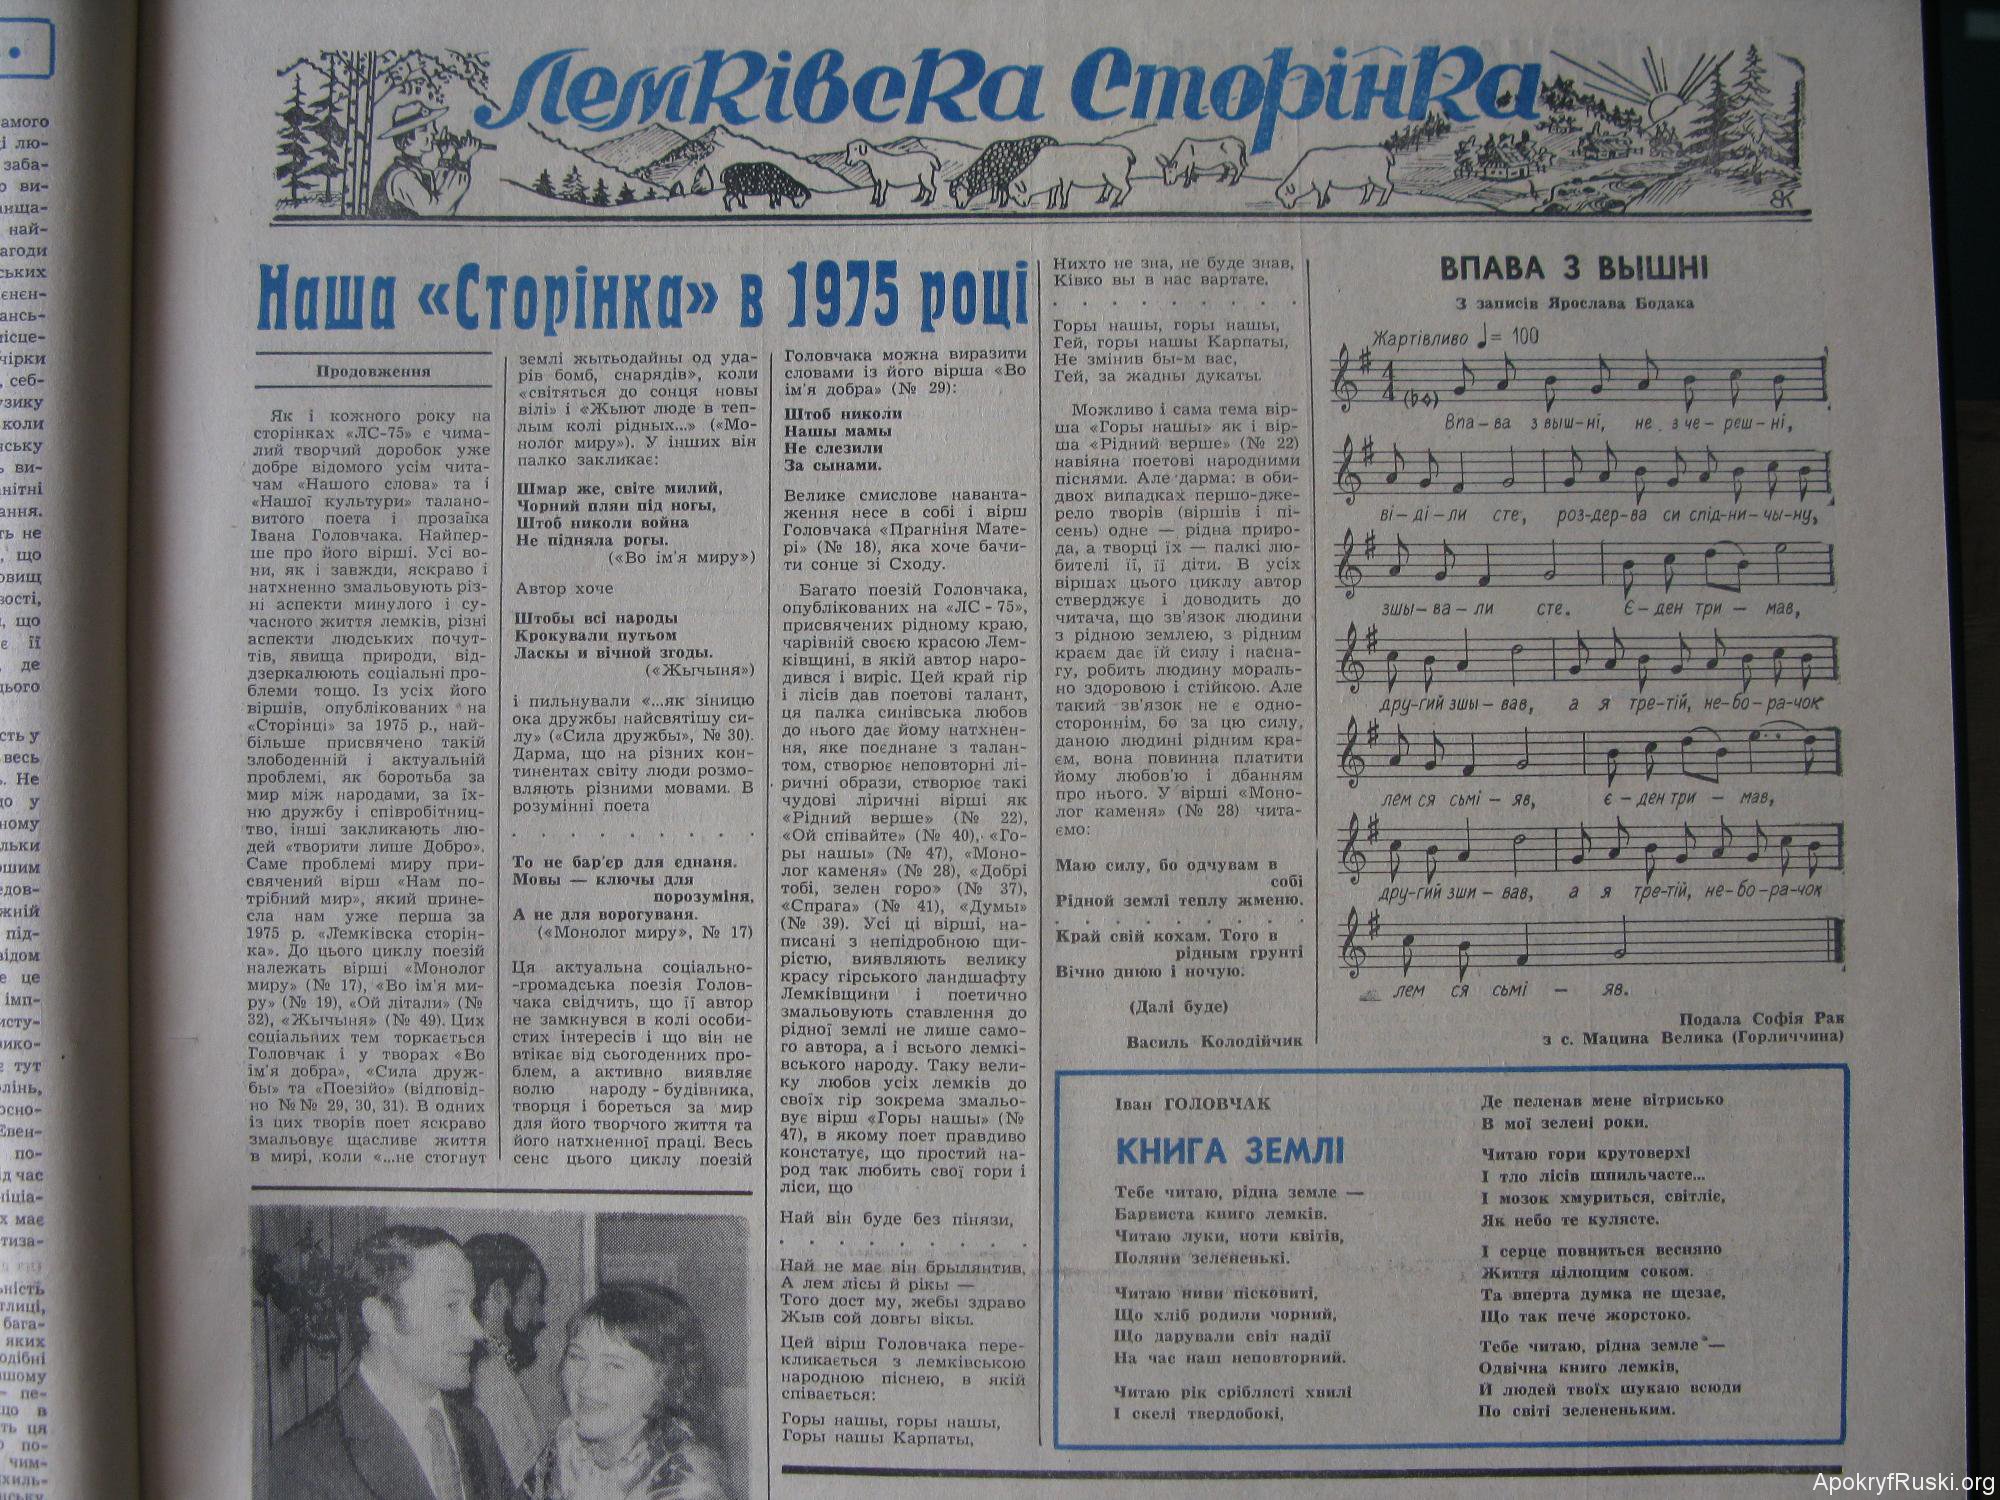 Лемківска Сторінка
Наша «Сторінка» в 1975 році
Продовження
Як і кожного року на
сторінках «ЛС-75» є чима-
лий творчий доробок уже
добре відомого усім чита-
чам «Нашого слова» та і
«Нашої культури» талано-
витого поета і прозаїка
Івана Головчака. Найпер-
ше про його вірші. Усі во-
ни, як і завжди, яскраво і
натхненно змальовують різ-
ні аспекти минулого і су-
часного життя лемків, різні
аспекти людських почут-
тів, явища природи, від-
дзеркалюють соціальні про-
блеми тощо. Із усіх його
віршів, опублікованих на
«Сторінці» за 1975 р., най-
більше присвячено такій
злободенній і актуальній
проблемі, як боротьба за
мир між народами, за їх-
ню дружбу і співробітниц-
тво, інші закликають лю-
дей «творити лише Добро».
Саме проблемі миру при-
свячений вірш «Нам по-
трібний мир», який прине-
сла нам уже перша за
1975 р. «Лемківска сторін-
ка». До цього циклу поезій
належать вірші «Монолог
миру» (№ 17), «Во ім'я ми-
ру» (№ 19), «Ой літали» (№
32), «Жычыня» (№ 49). Цих
соціальних тем торкається
Головчак і у творах «Во
ім'я добра», «Сила друж-
бы» та «Поезійо» (відповід-
но №№ 29, 30, 31). В одних
із цих творів поет яскраво
змальовує щасливе життя
в мирі, коли «...не стогнут
землі жытьодайны од уда-
рів бомб, снарядів», коли
«світяться до сонця новы
вілі» і «Жыют люде в теп-
лым колі рідных...» («Мо-
нолог миру»). У інших він
палко закликає:
Шмар же, світе милий,
Чорний плян під ногы,
Штоб николи война
Не підняла рогы.
(«Во ім'я миру»)
Автор хоче
Штобы всі народы
Крокували путьом
Ласкы и вічной згоды.
(«Жычыня»)
і пильнували «...як зіницю
ока дружбы найсвятішу си-
лу» («Сила дружбы», № 30).
Дарма, що на різних кон-
тинентах світу люди розмо-
вляють різними мовами. В
розумінні поета
. . . . . . . . .
То не бар'єр для єднаня.
Мовы — ключы для
порозуміня,
А не для ворогуваня.
(«Монолог миру», № 17)
Ця актуальна соціально-
-громадська поезія Голов-
чака свідчить, що її автор
не замкнувся в колі особи-
стих інтересів і що він не
втікає від сьогоденних про-
блем, а активно виявляє
волю народу - будівника,
творця і бореться за мир
для його творчого життя та
його натхненної праці. Весь
сенс цього циклу поезій
Головчака можна виразити
словами із його вірша «Во
ім'я добра» (№ 29):
Штоб николи
Нашы мамы
Не слезили
За сынами.
Велике смислове наванта-
ження несе в собі і вірш
Головчака «Прагніня Мате-
рі» (№ 18), яка хоче бачи-
ти сонце зі Сходу.
Багато поезій Головчака,
опублікованих на «ЛС - 75»,
присвячених рідному краю,
чарівній своєю красою Лем-
ківщині, в якій автор наро-
дився і виріс. Цей край гір
і лісів дав поетові талант,
ця палка синівська любов
до нього дає йому натхнен-
ня, яке поєднане з талан-
том, створює неповторні лі-
ричні образи, створює такі
чудові ліричні вірші як
«Рідний верше» (№ 22),
«Ой співайте» (№ 40), «Го-
ры нашы» (№ 47), «Моно-
лог каменя» (№ 28), «Добрі
тобі, зелен горо» (№ 37),
«Спрага» (№ 41), «Думы»
(№ 39). Усі ці вірші, на-
писані з непідробною щи-
рістю, виявляють велику
красу гірського ландшафту
Лемківщини і поетично
змальовують ставлення до
рідної землі не лише само-
го автора, а і всього лемкі-
вського народу. Таку вели-
ку любов усіх лемків до
своїх гір зокрема змальо-
вує вірш «Горы нашы» (№
47), в якому поет правдиво
констатує, що простий на-
род так любить свої гори і
ліси, що
Най він буде без пінязи,
. . . . . . . . .
Най не має він брылянтив,
А лем лісы й рікы —
Того дост му, жебы здраво
Жыв сой довгы вікы.
Цей вірш Головчака пере-
кликається з лемківською
народною піснею, в якій
співається:
Горы нашы, горы нашы,
Горы нашы Карпаты,
Нихто не зна, не буде знав,
Ківко вы в нас вартате.
. . . . . . . . .
Горы нашы, горы нашы,
Гей, горы нашы Карпаты,
Не змінив бы-м вас,
Гей, за жадны дукаты.
Можливо і сама тема вір-
ша «Горы нашы» як і вір-
ша «Рідний верше» (№ 22)
навіяна поетові народними
піснями. Але дарма: в оби-
двох випадках першо-дже-
рело творів (віршів і пі-
сень) одне — рідна приро-
да, а творці їх — палкі лю-
бителі її, її діти. В усіх
віршах цього циклу автор
стверджує і доводить до
читача, що зв'язок людини
з рідною землею, з рідним
краєм дає їй силу і насна-
гу, робить людину мораль-
но здоровою і стійкою. Але
такий зв'язок не є одно-
стороннім, бо за цю силу,
даною людині рідним кра-
єм, вона повинна платити
йому любов'ю і дбанням
про нього. У вірші «Моно-
лог каменя» (№ 28) чита-
ємо:
Маю силу, бо одчувам в
собі
Рідной землі теплу жменю.
. . . . . . . . .
Край свій кохам. Того в
рідным грунті
Вічно днюю і ночую.
(Далі буде)
Василь Колодійчик
ВПАВА З ВЫШНІ
З записів Ярослава Бодака
Жартівливо ♩= 100
Впа-ва з выш-ні, не з че-реш-ні,
ві-ді-ли сте, роз-дер-ва си спід-ни-чы-ну,
зшы-ва-ли сте. Є-ден три-мав,
дру-гий зшы-вав, а я тре-тій, не-бо-ра-чок
лем ся сьмі-яв, є-ден три-мав,
дру-гий зши-вав, а я тре-тій, не-бо-ра-чок
лем ся сьмі-яв.
Подала Софія Рак
з с. Мацина Велика (Горличчина)
Іван ГОЛОВЧАК
КНИГА ЗЕМЛІ
Тебе читаю, рідна земле —
Барвиста книго лемків.
Читаю луки, ноти квітів,
Поляни зелененькі.
Читаю ниви пісковиті,
Що хліб родили чорний,
Що дарували світ надії
На час наш неповторний.
Читаю рік сріблясті хвилі
І скелі твердобокі,
Де пеленав мене вітрисько
В мої зелені роки.
Читаю гори крутоверхі
І тло лісів шпильчасте...
І мозок хмуриться, світліє,
Як небо те кулясте.
І серце повниться весняно
Життя цілющим соком.
Та вперта думка не щезає,
Що так пече жорстоко.
Тебе читаю, рідна земле —
Одвічна книго лемків,
Й людей твоїх шукаю всюди
По світі зелененьким.
ApokryfRuski.org